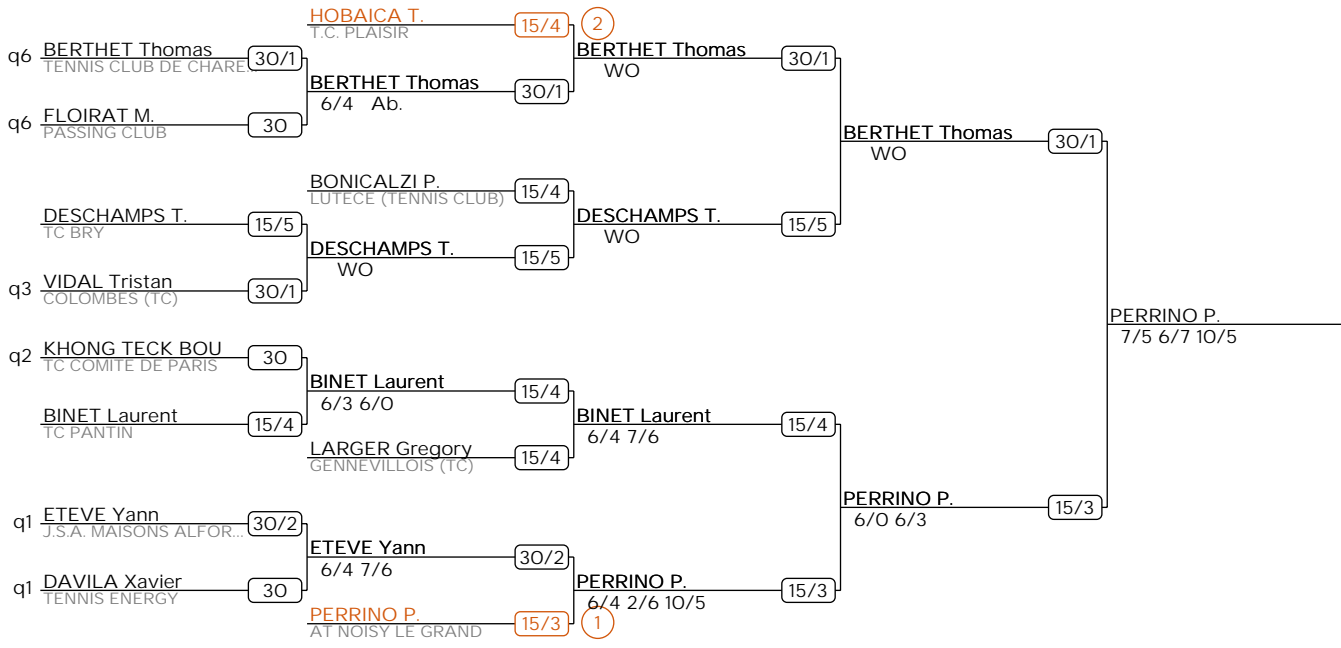 HOBAICA T.
15/4
2
T.C. PLAISIR
q6 BERTHET Thomas
30/1
TENNIS CLUB DE CHARE...
BERTHET Thomas
30/1
WO
BERTHET Thomas
30/1
6/4 Ab.
q6 FLOIRAT M.
30
PASSING CLUB
BERTHET Thomas
30/1
WO
BONICALZI P.
15/4
LUTECE (TENNIS CLUB)
DESCHAMPS T.
15/5
TC BRY
DESCHAMPS T.
15/5
WO
DESCHAMPS T.
15/5
WO
q3 VIDAL Tristan
30/1
COLOMBES (TC)
PERRINO P.
7/5 6/7 10/5
q2 KHONG TECK BOU
30
TC COMITE DE PARIS
BINET Laurent
15/4
6/3 6/0
BINET Laurent
15/4
TC PANTIN
BINET Laurent
15/4
6/4 7/6
LARGER Gregory
15/4
GENNEVILLOIS (TC)
PERRINO P.
15/3
6/0 6/3
q1 ETEVE Yann
30/2
J.S.A. MAISONS ALFOR...
ETEVE Yann
30/2
6/4 7/6
q1 DAVILA Xavier
30
TENNIS ENERGY
PERRINO P.
15/3
6/4 2/6 10/5
PERRINO P.
15/3
1
AT NOISY LE GRAND